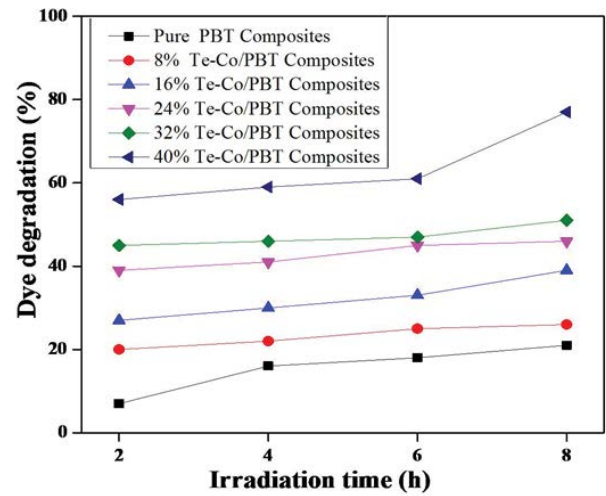 100
80
60
40
20
0
Dye degradation (%)
Pure PBT Composites
8% Te-Co/PBT Composites
16% Te-Co/PBT Composites
24% Te-Co/PBT Composites
32% Te-Co/PBT Composites
40% Te-Co/PBT Composites
2 4 6 8
Irradiation time (h)